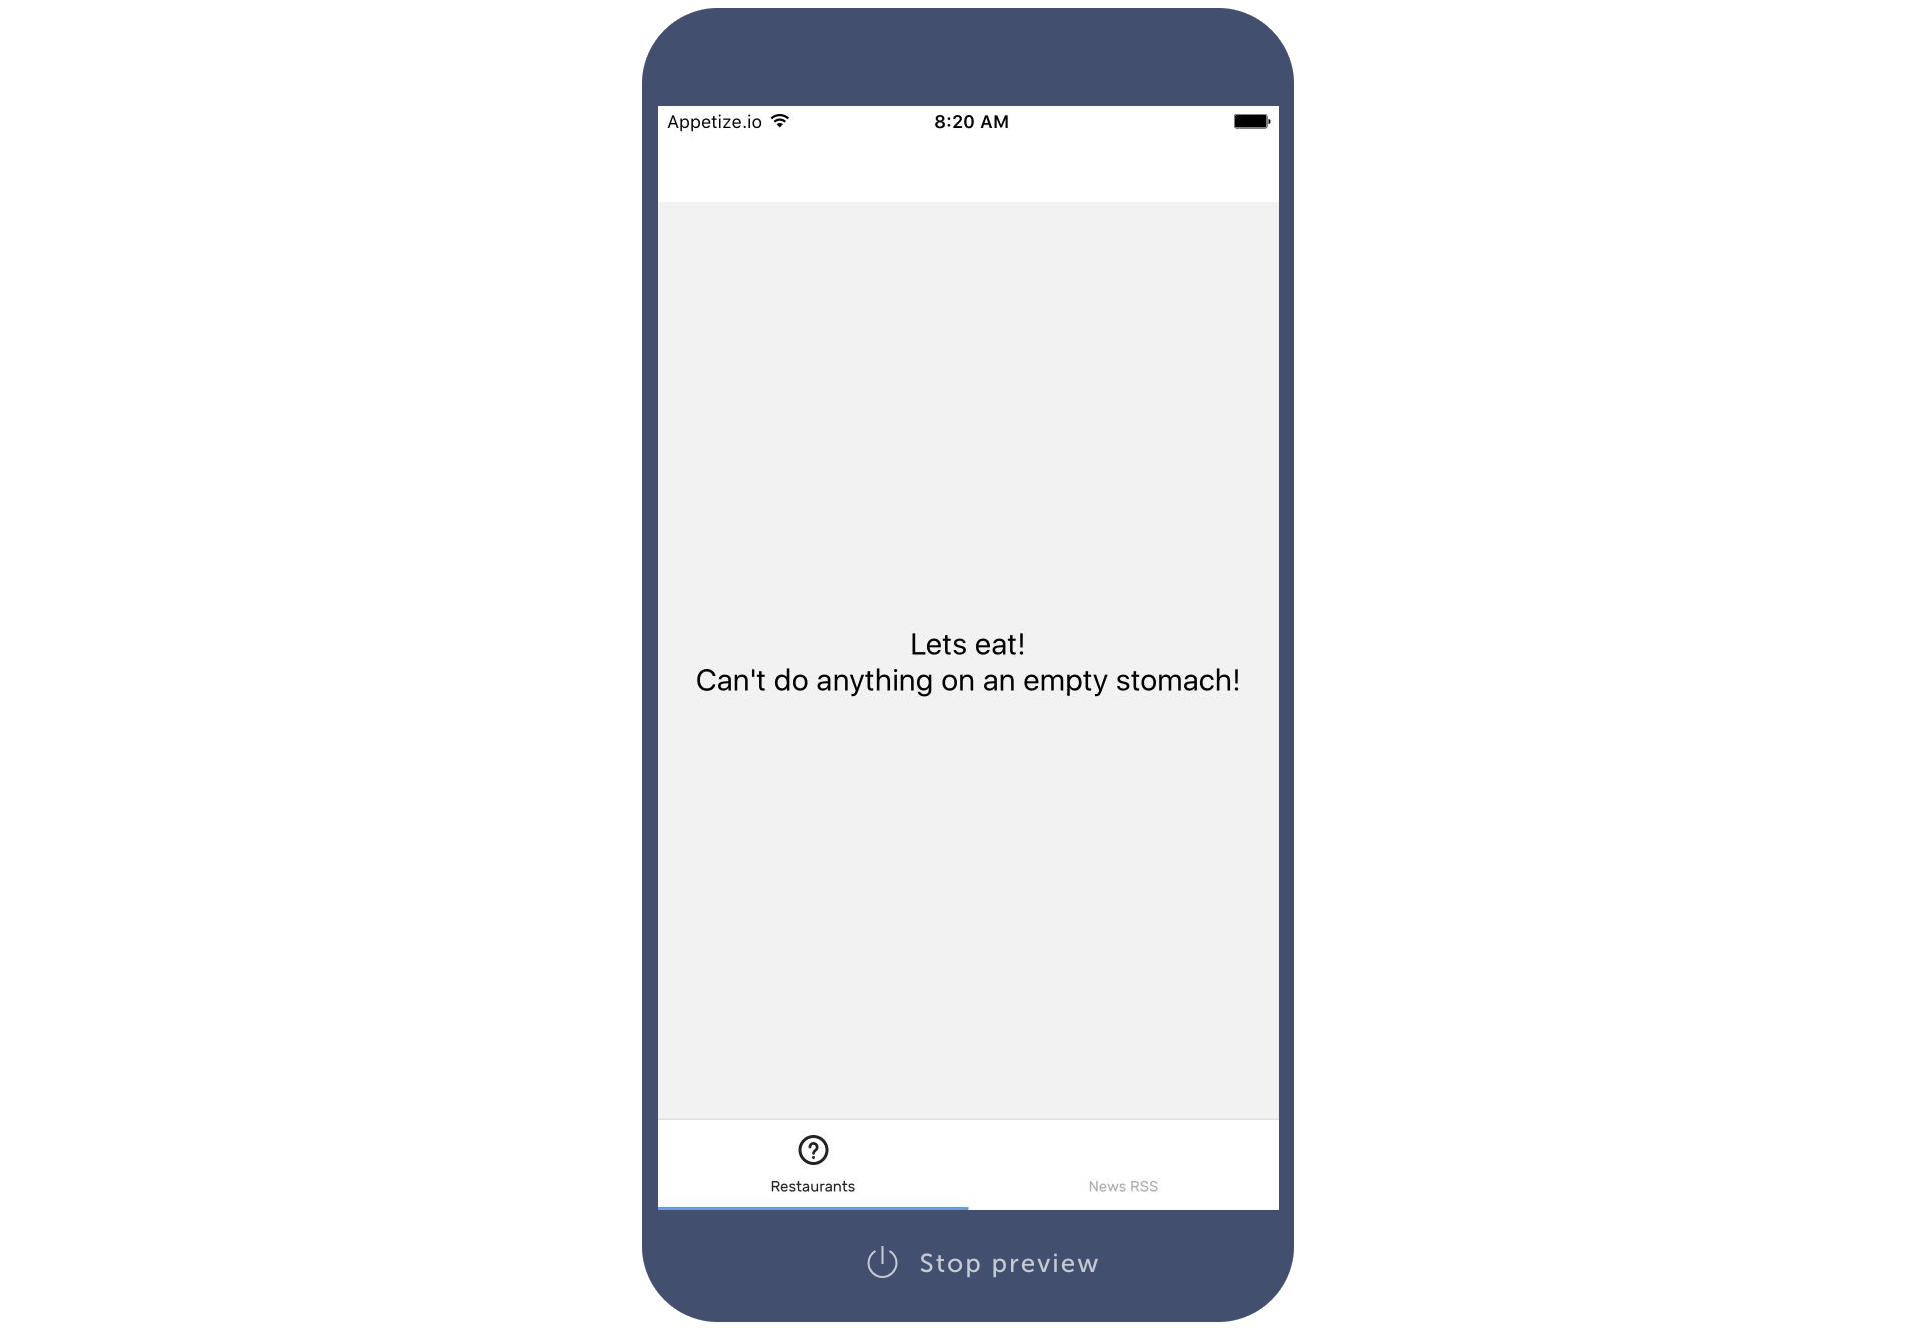 Appetize.io 8:20 AM
Lets eat!
Can't do anything on an empty stomach!
Restaurants News RSS
Stop preview